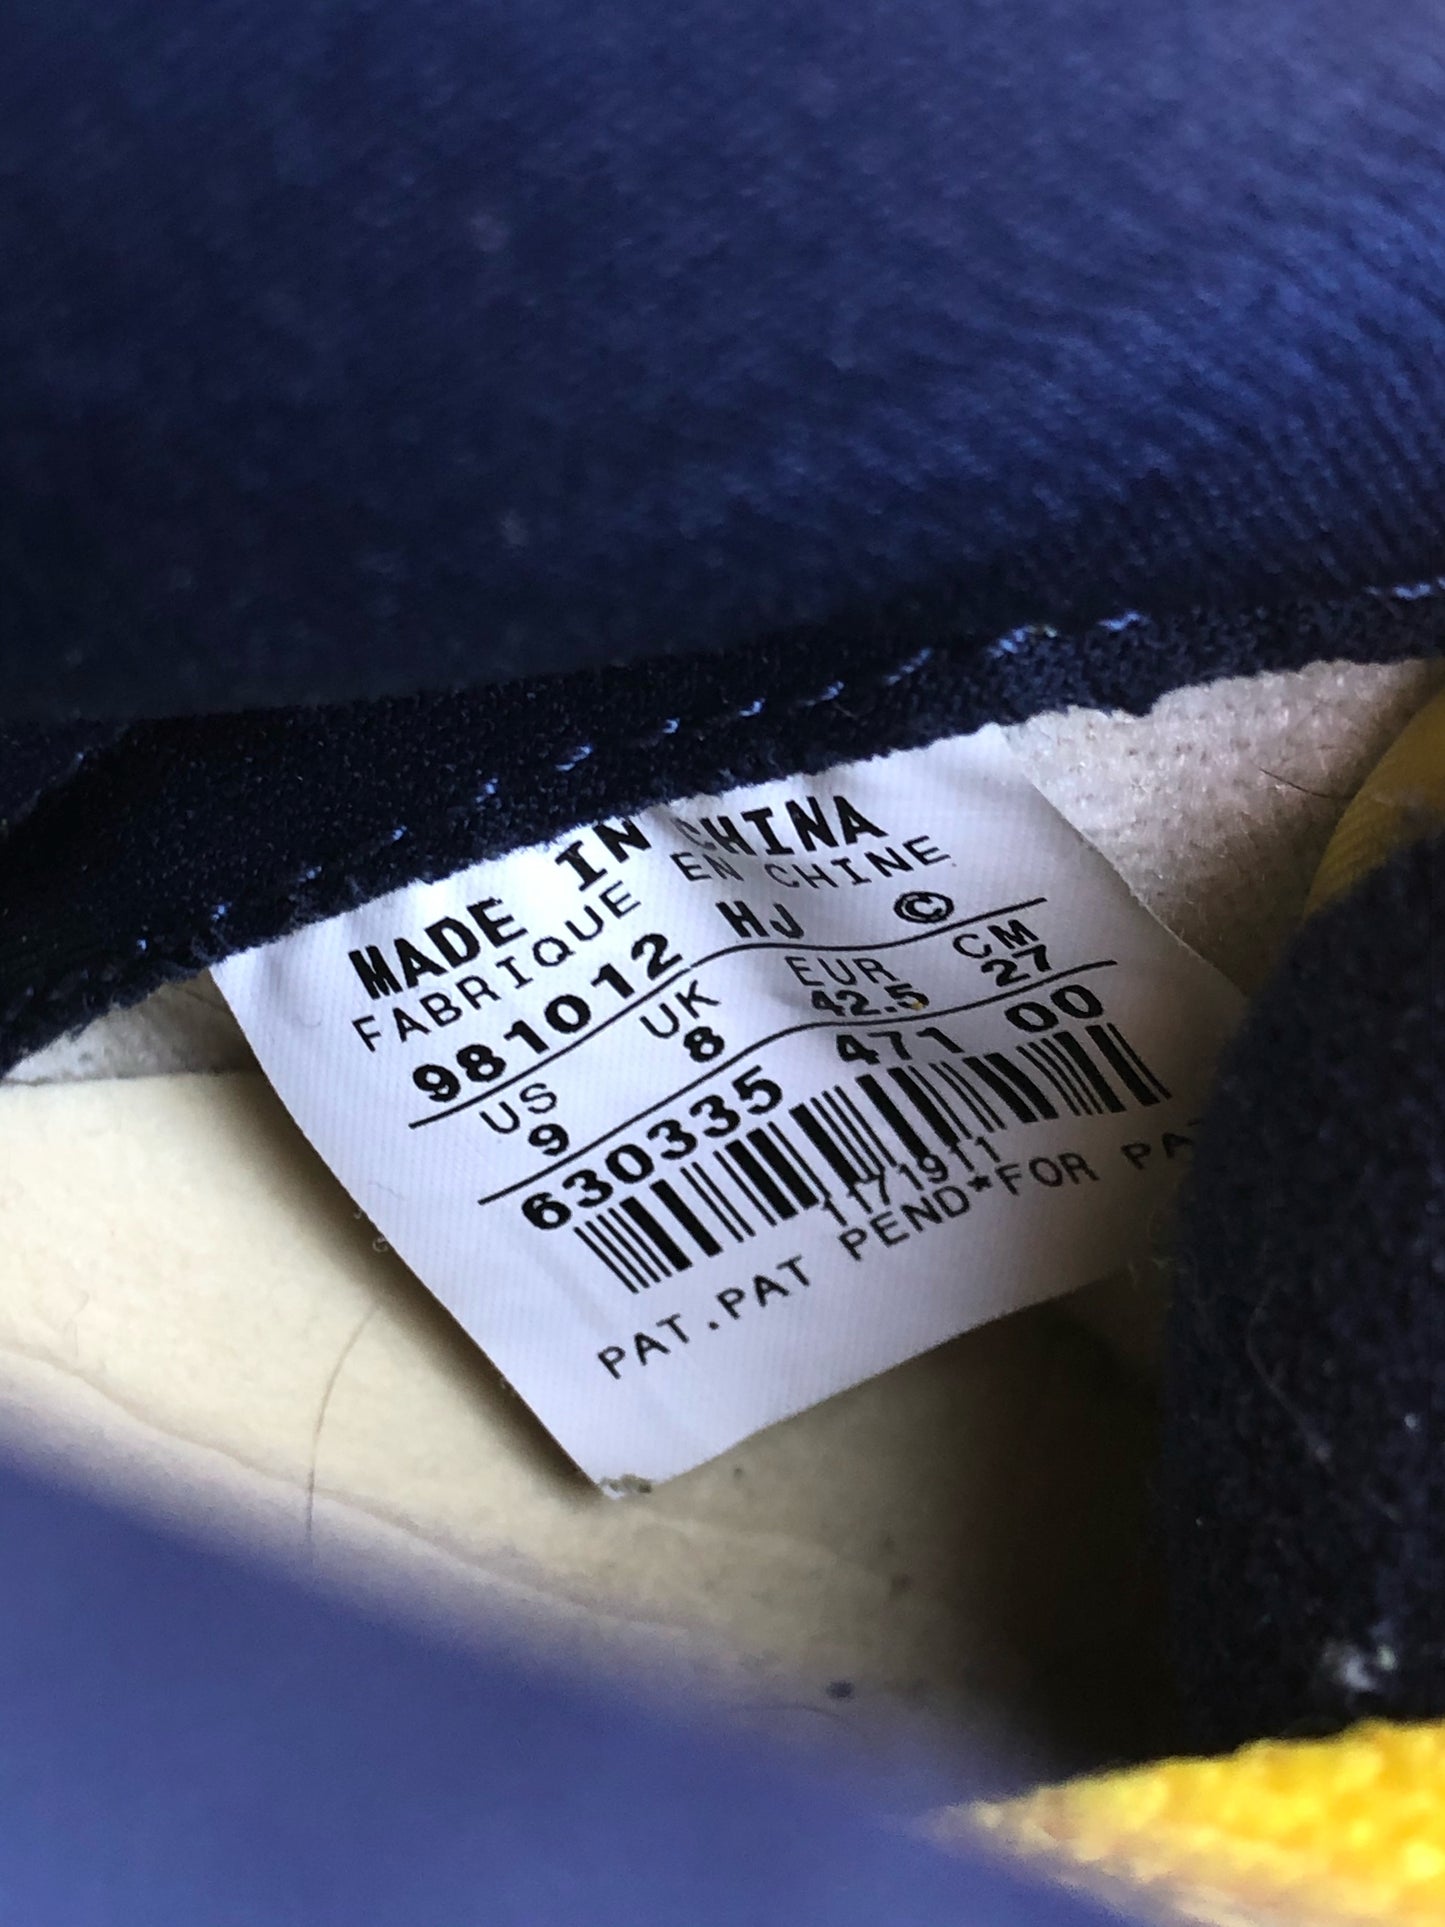 MADE IN CHINA
FABRIQUE EN CHINE
981012 HJ ©
US UK EUR CM
9 8 42.5 27
630335 471 00
1171911
PAT.PAT PEND*FOR